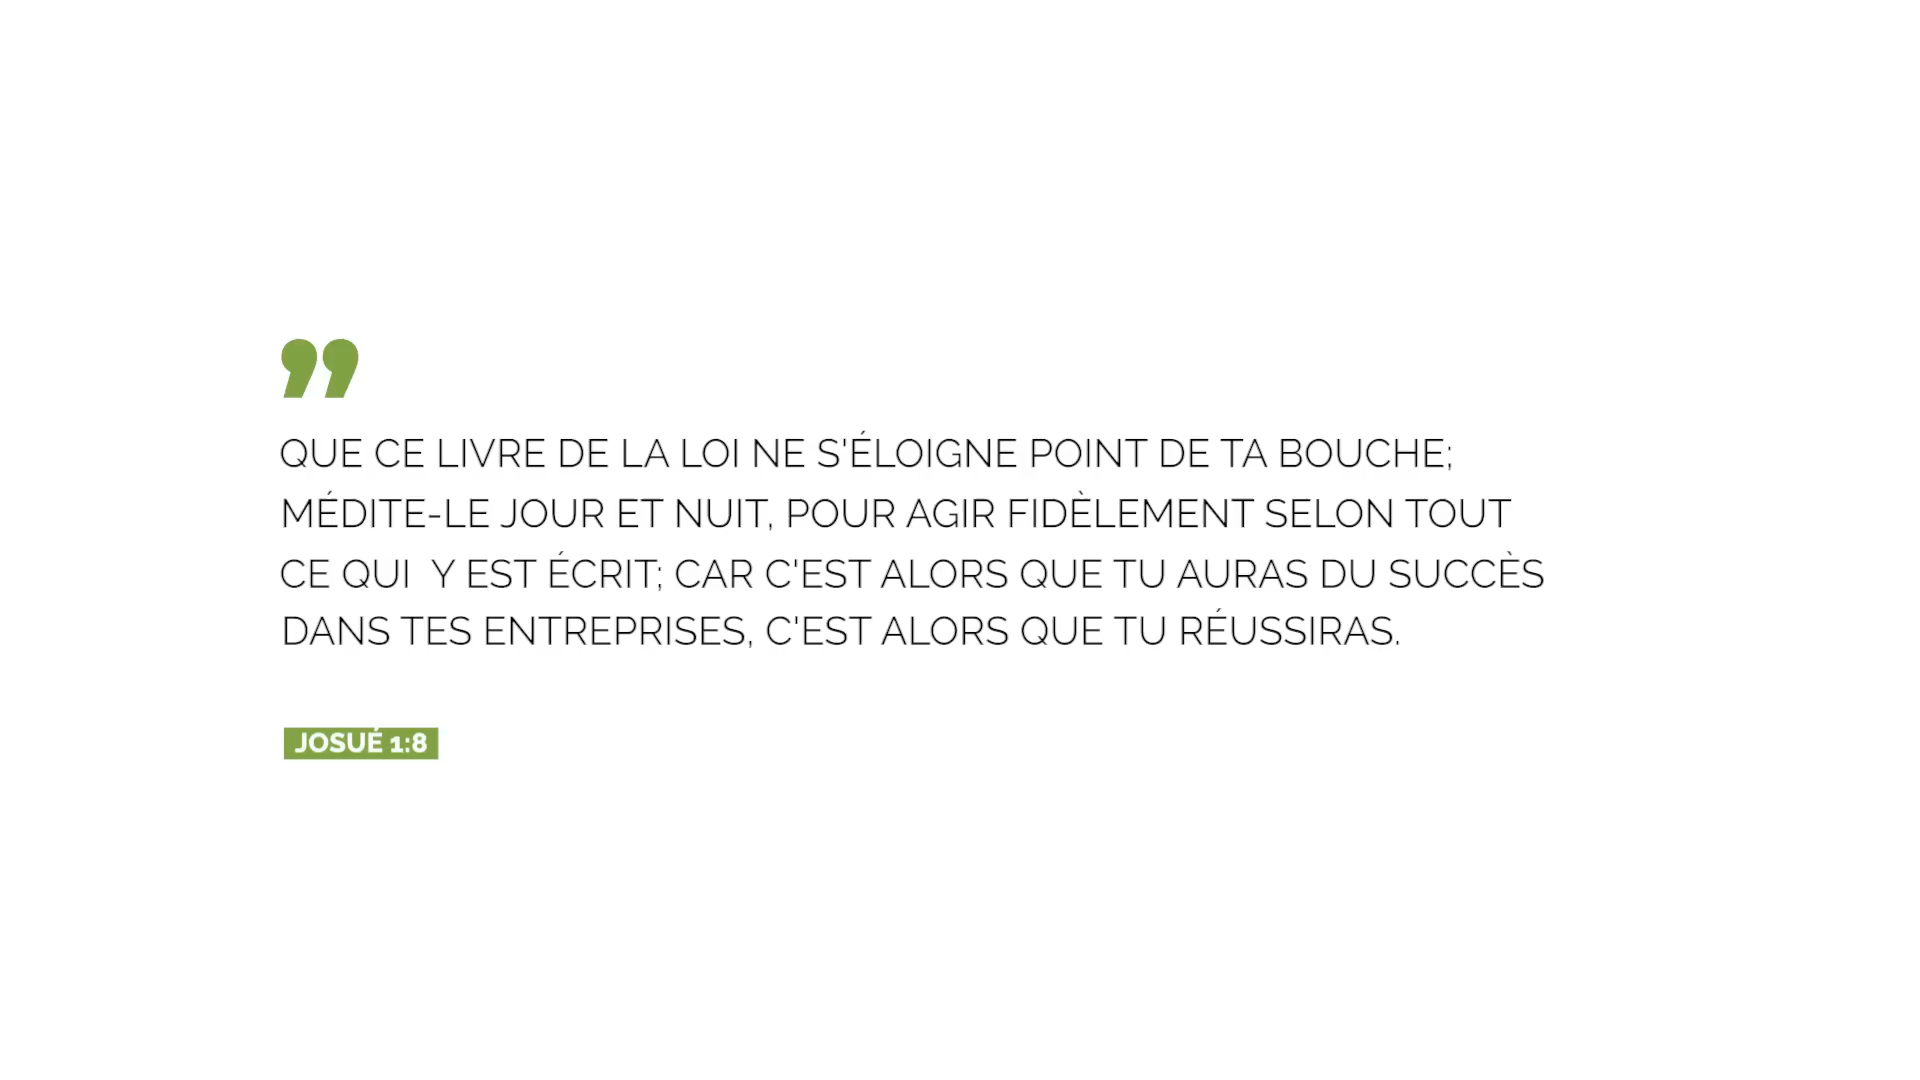 ”
QUE CE LIVRE DE LA LOI NE S'ÉLOIGNE POINT DE TA BOUCHE;
MÉDITE-LE JOUR ET NUIT, POUR AGIR FIDÈLEMENT SELON TOUT
CE QUI  Y EST ÉCRIT; CAR C'EST ALORS QUE TU AURAS DU SUCCÈS
DANS TES ENTREPRISES, C'EST ALORS QUE TU RÉUSSIRAS.
JOSUÉ 1:8